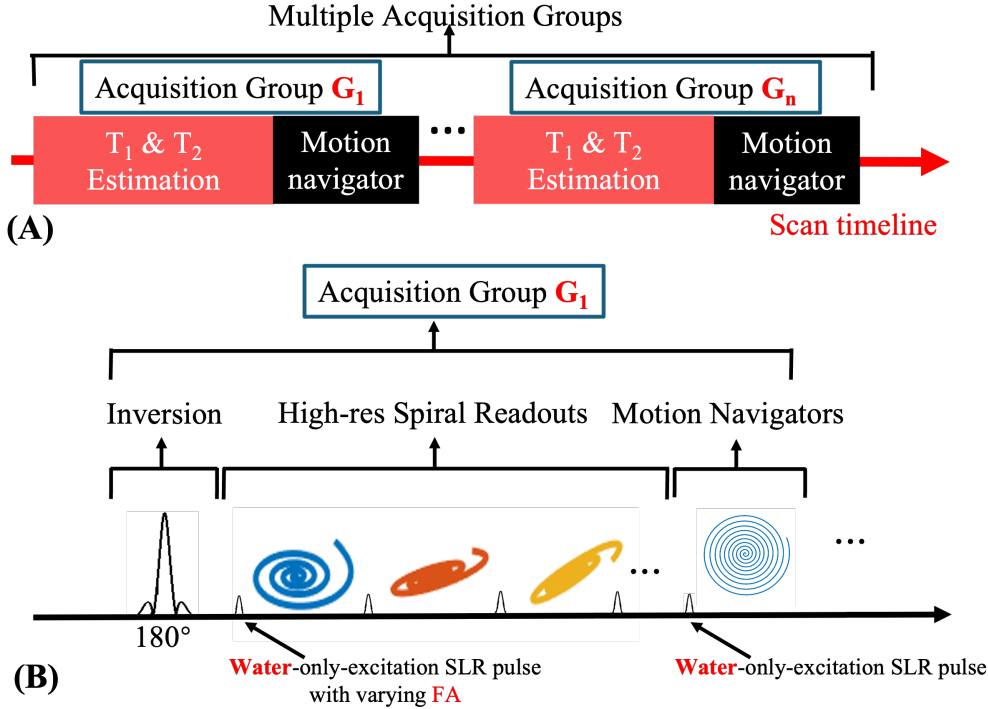 Multiple Acquisition Groups
Acquisition Group G1
Acquisition Group Gn
T1 & T2
Estimation
Motion
navigator
...
T1 & T2
Estimation
Motion
navigator
Scan timeline
(A)
Acquisition Group G1
Inversion
High-res Spiral Readouts
Motion Navigators
...
...
180°
Water-only-excitation SLR pulse
with varying FA
Water-only-excitation SLR pulse
(B)